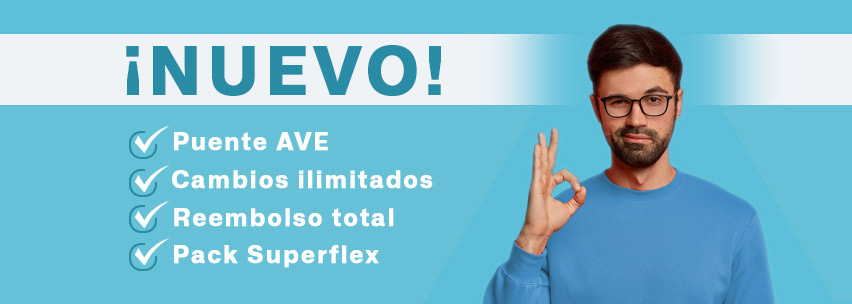 ¡NUEVO!
Puente AVE
Cambios ilimitados
Reembolso total
Pack Superflex